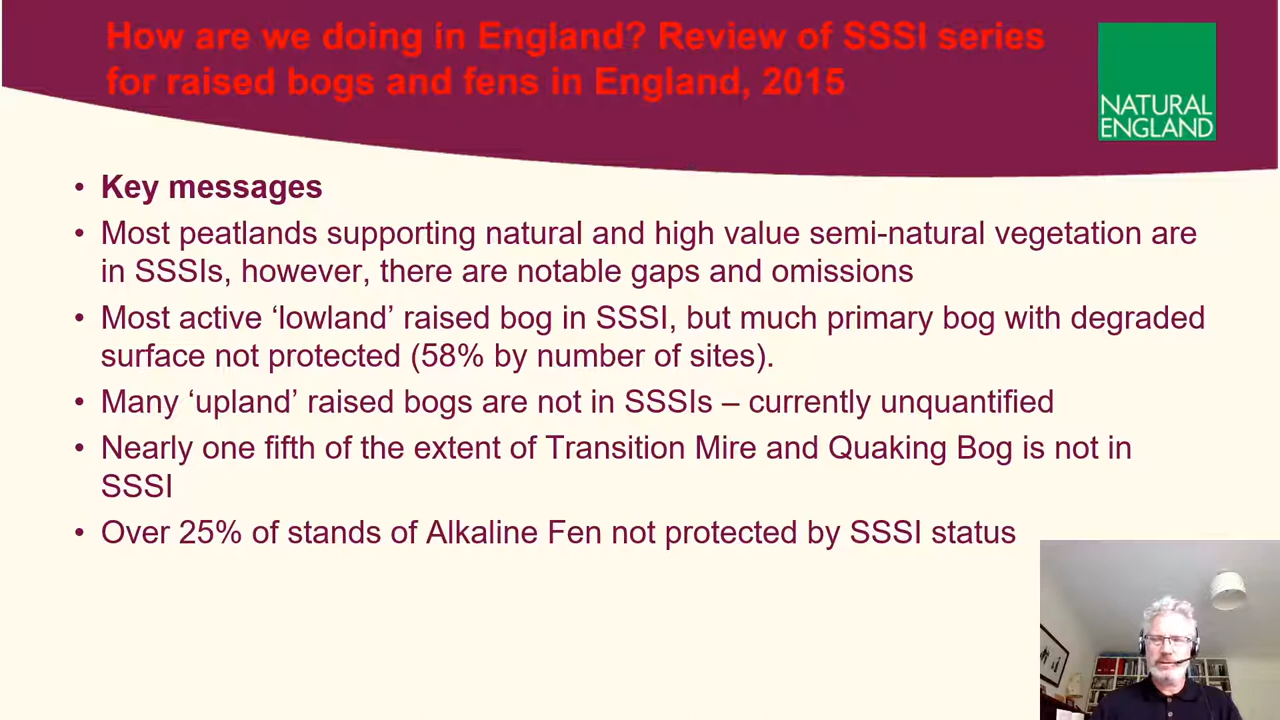 How are we doing in England? Review of SSSI series
for raised bogs and fens in England, 2015
NATURAL
ENGLAND
• Key messages
• Most peatlands supporting natural and high value semi-natural vegetation are
in SSSIs, however, there are notable gaps and omissions
• Most active ‘lowland’ raised bog in SSSI, but much primary bog with degraded
surface not protected (58% by number of sites).
• Many ‘upland’ raised bogs are not in SSSIs – currently unquantified
• Nearly one fifth of the extent of Transition Mire and Quaking Bog is not in
SSSI
• Over 25% of stands of Alkaline Fen not protected by SSSI status